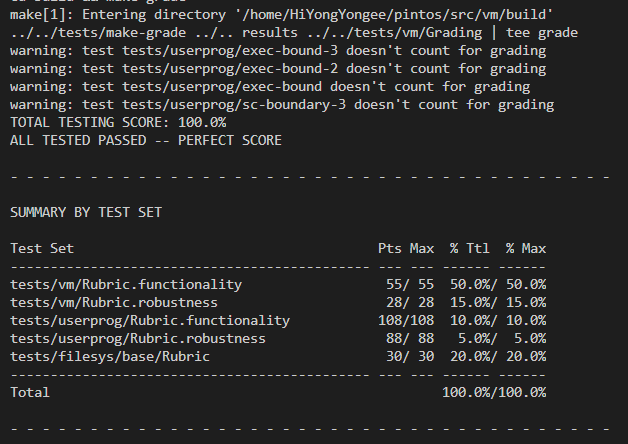 make[1]: Entering directory '/home/HiYongYongee/pintos/src/vm/build'
../../tests/make-grade ../.. results ../../tests/vm/Grading | tee grade
warning: test tests/userprog/exec-bound-3 doesn't count for grading
warning: test tests/userprog/exec-bound-2 doesn't count for grading
warning: test tests/userprog/exec-bound doesn't count for grading
warning: test tests/userprog/sc-boundary-3 doesn't count for grading
TOTAL TESTING SCORE: 100.0%
ALL TESTED PASSED -- PERFECT SCORE
- - - - - - - - - - - - - - - - - - - - - - - - - - - - - - - - - - - - - -
SUMMARY BY TEST SET
Test Set                                      Pts Max  % Ttl  % Max
--------------------------------------------- --- --- ------ ------
tests/vm/Rubric.functionality                  55/ 55  50.0%/ 50.0%
tests/vm/Rubric.robustness                     28/ 28  15.0%/ 15.0%
tests/userprog/Rubric.functionality           108/108  10.0%/ 10.0%
tests/userprog/Rubric.robustness               88/ 88   5.0%/  5.0%
tests/filesys/base/Rubric                      30/ 30  20.0%/ 20.0%
--------------------------------------------- --- --- ------ ------
Total                                                 100.0%/100.0%
- - - - - - - - - - - - - - - - - - - - - - - - - - - - - - - - - - - - - -